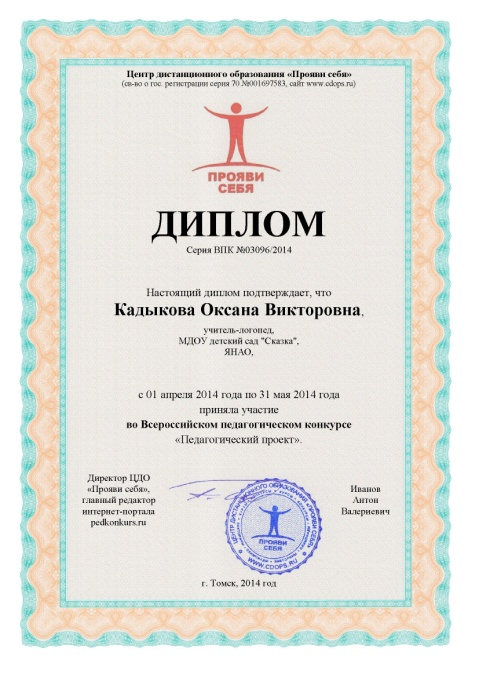 Центр дистанционного образования «Прояви себя»
(св-во о гос. регистрации серия 70 №001697583, сайт www.cdops.ru)
ПРОЯВИ
СЕБЯ
ДИПЛОМ
Серия ВПК №03096/2014
Настоящий диплом подтверждает, что
Кадыкова Оксана Викторовна,
учитель-логопед,
МДОУ детский сад "Сказка",
ЯНАО,
с 01 апреля 2014 года по 31 мая 2014 года
приняла участие
во Всероссийском педагогическом конкурсе
«Педагогический проект».
Директор ЦДО
«Прояви себя»,
главный редактор
интернет-портала
pedkonkurs.ru
ЦЕНТР ДИСТАНЦИОННОГО ОБРАЗОВАНИЯ «ПРОЯВИ СЕБЯ»
ПРОЯВИ
СЕБЯ
WWW.CDOPS.RU
Иванов
Антон
Валериевич
г. Томск, 2014 год